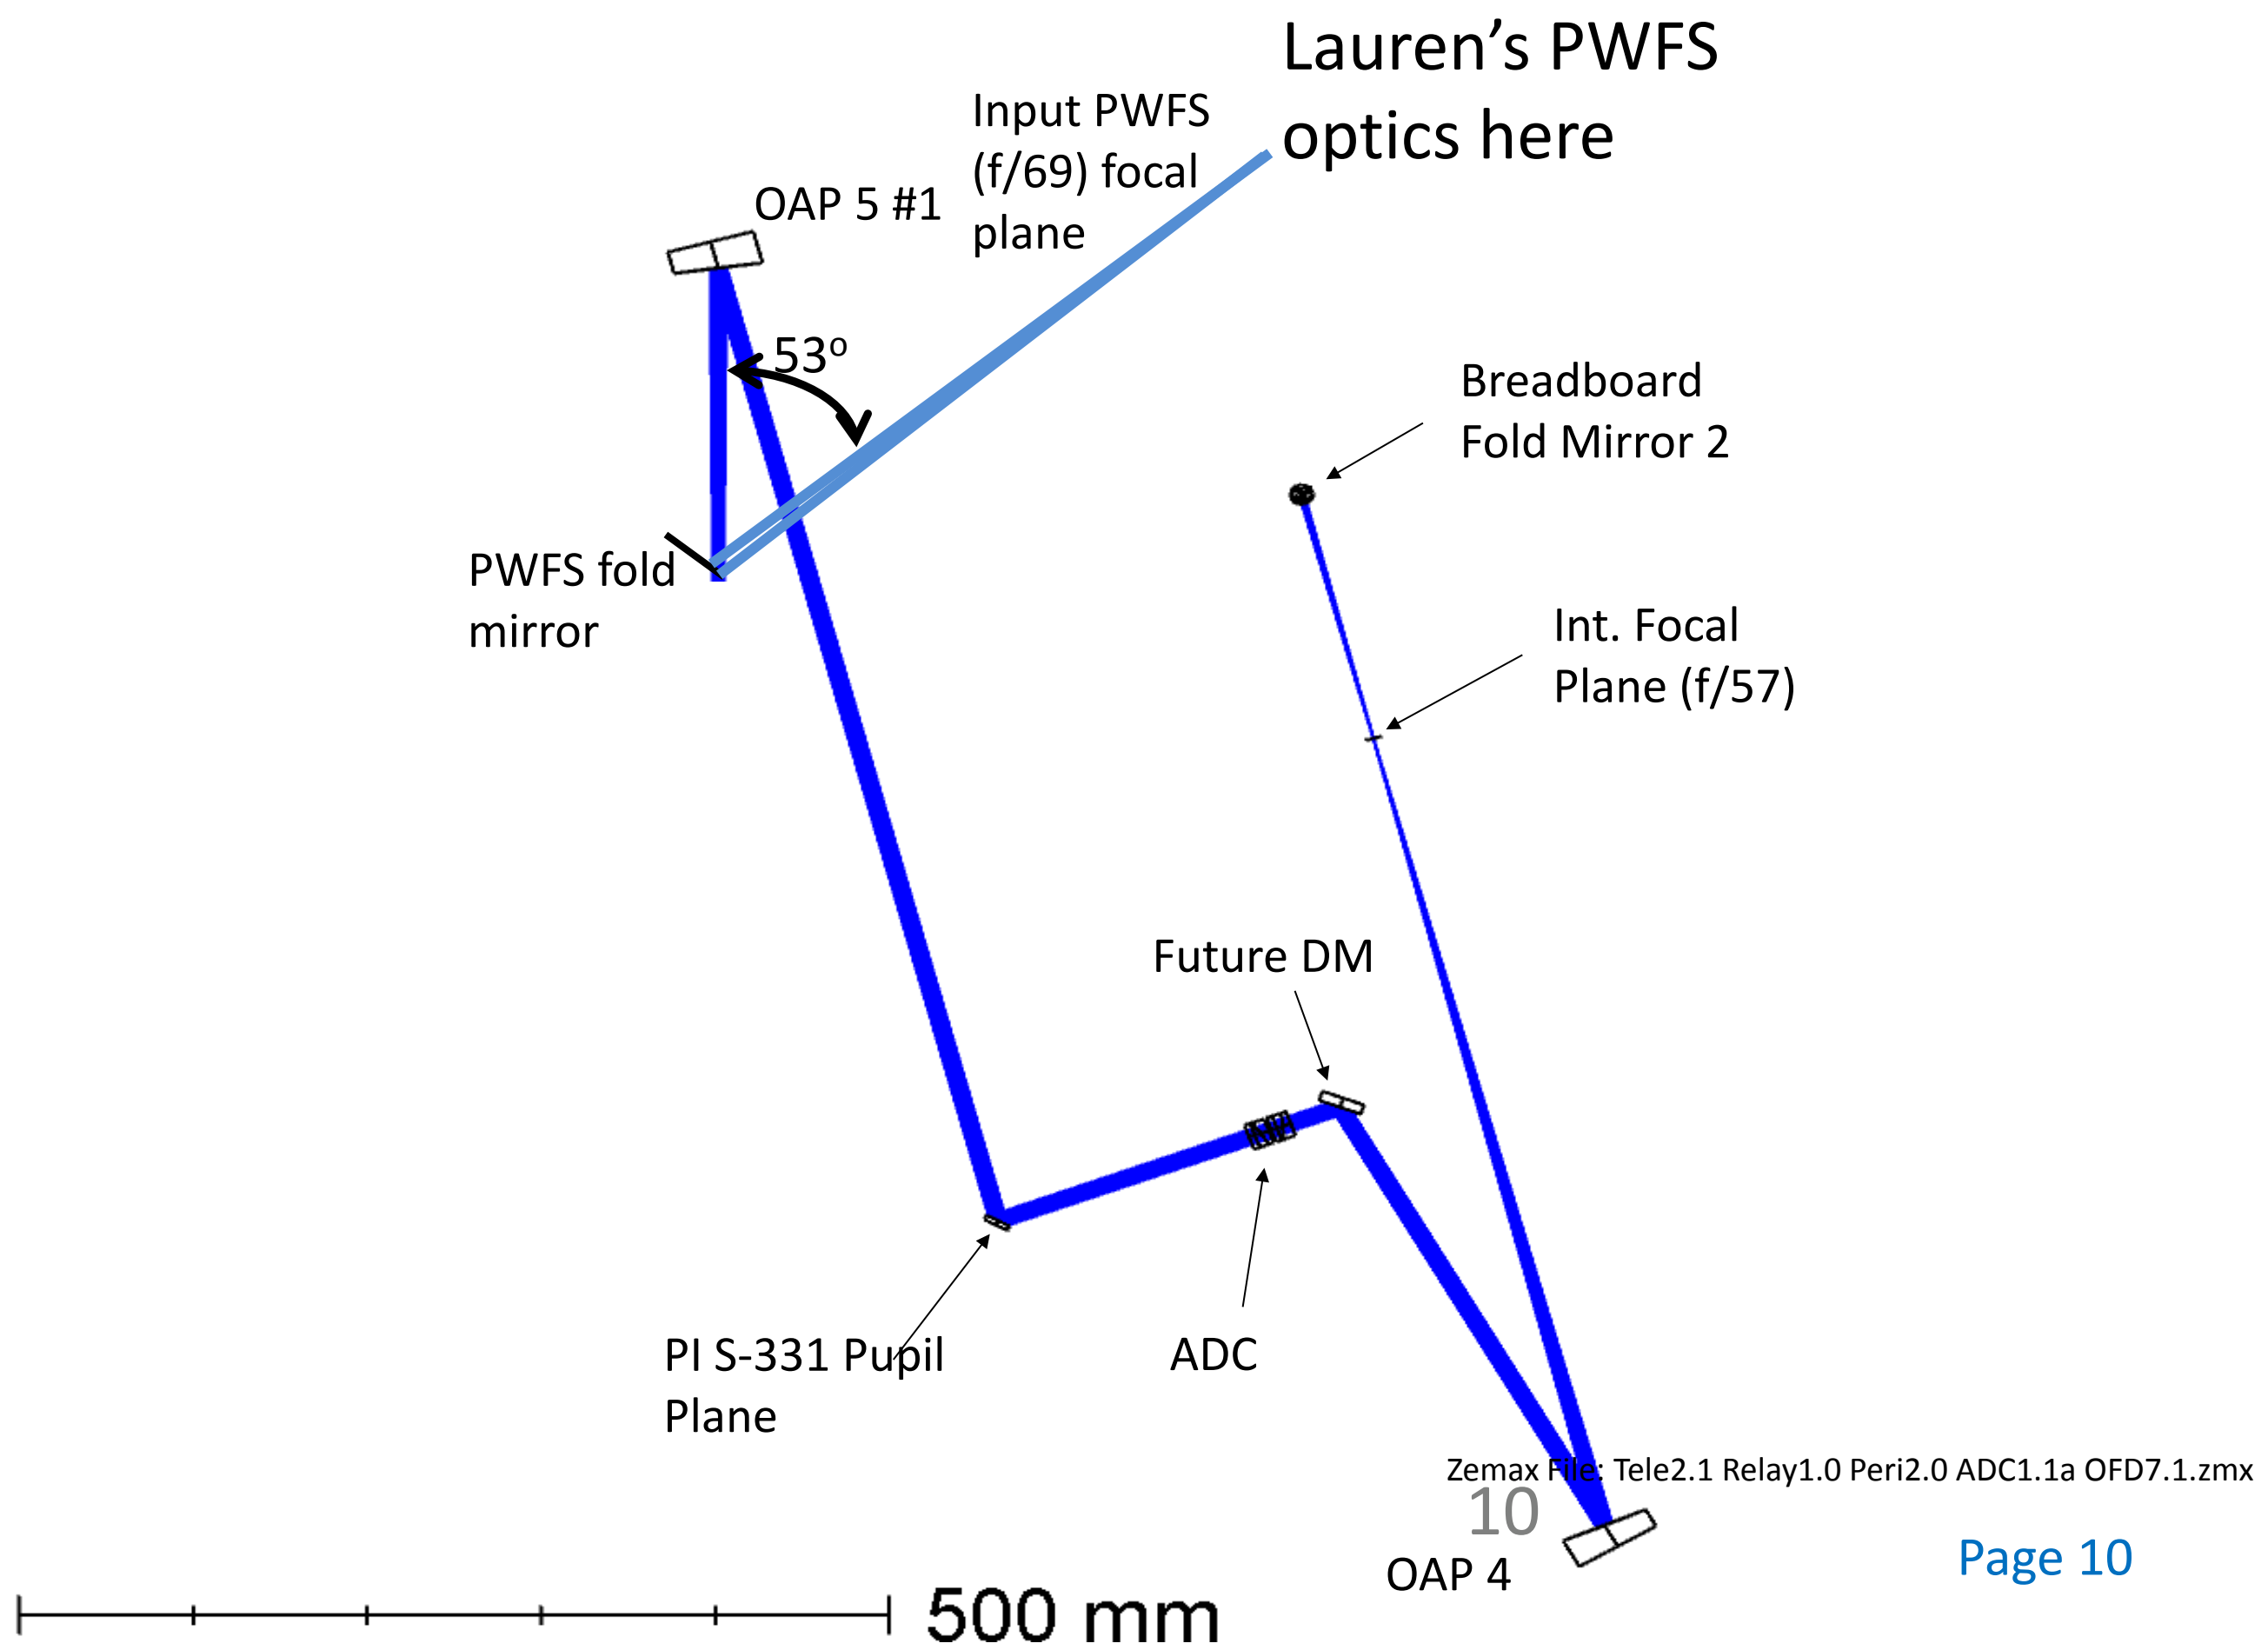 Lauren’s PWFS
optics here
Input PWFS
(f/69) focal
plane
OAP 5 #1
53º
Breadboard
Fold Mirror 2
PWFS fold
mirror
Int. Focal
Plane (f/57)
Future DM
PI S-331 Pupil
Plane
ADC
Zemax File: Tele2.1 Relay1.0 Peri2.0 ADC1.1a OFD7.1.zmx
10
OAP 4
Page 10
500 mm